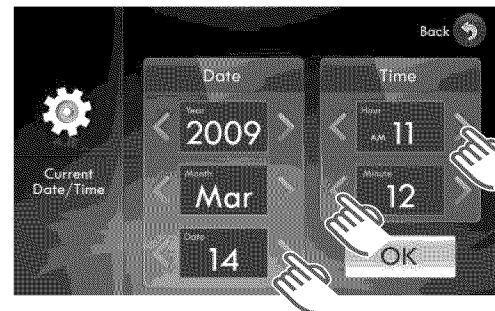 Back
Date
Time
Year
2009
Hour
AM 11
Current
Date/Time
Month
Mar
Minute
12
Date
14
OK